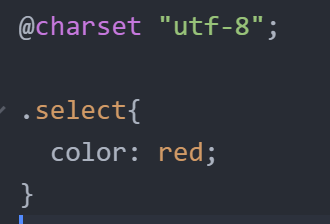 @charset "utf-8";
.select{
  color: red;
}